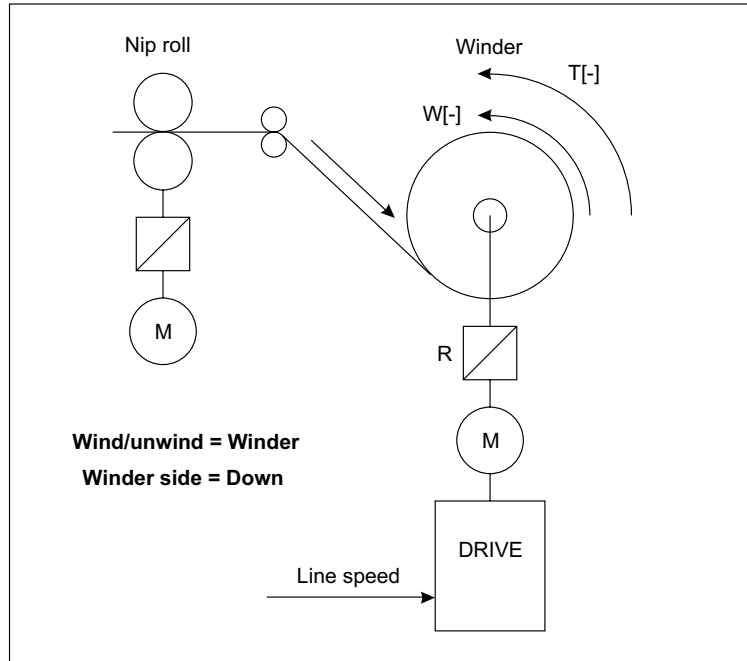 Nip roll
Winder
T[-]
W[-]
M
R
M
Wind/unwind = Winder
Winder side = Down
DRIVE
Line speed